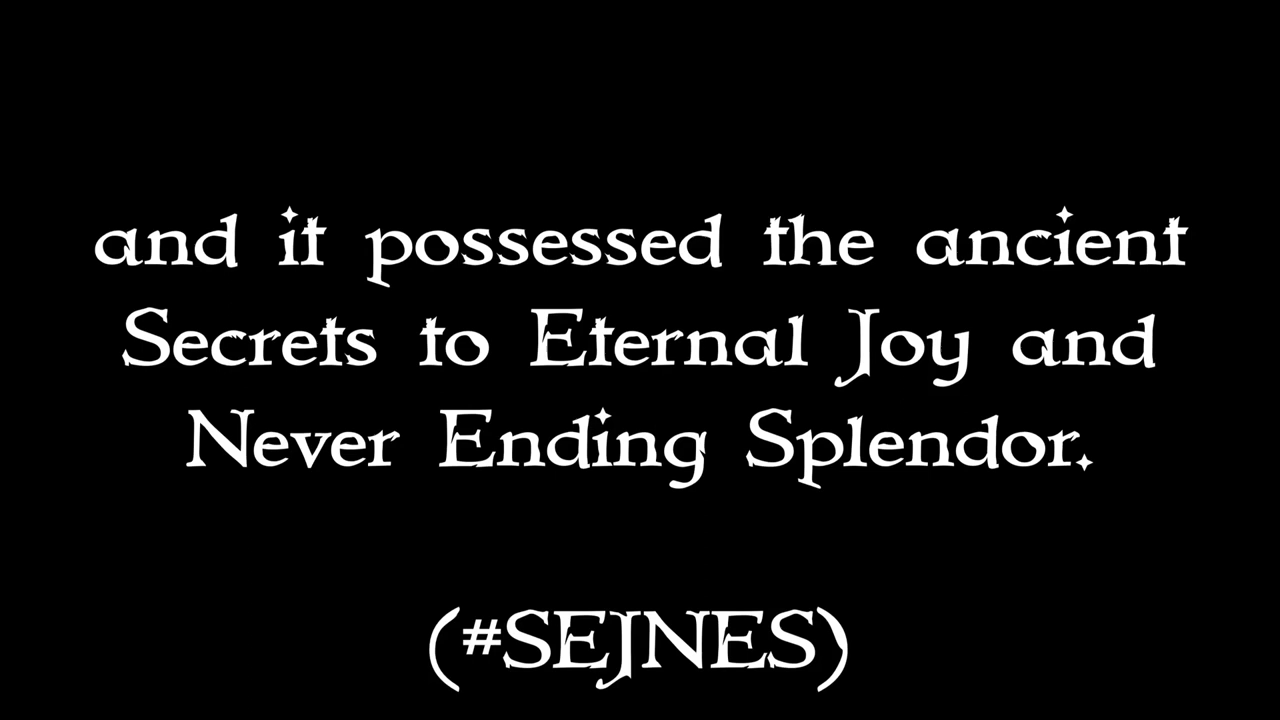 and it possessed the ancient
Secrets to Eternal Joy and
Never Ending Splendor.
(#SEJNES)